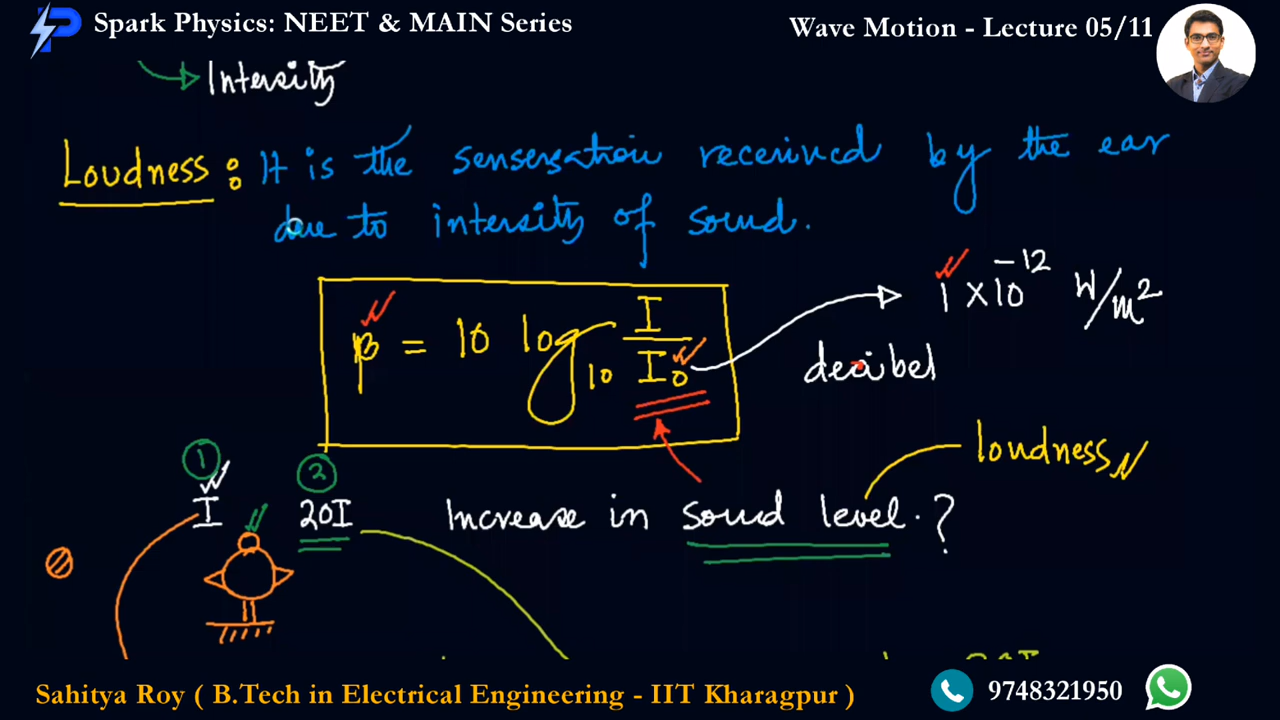 Spark Physics: NEET & MAIN Series
Wave Motion - Lecture 05/11
Intensity
Loudness : It is the sensersation received by the ear
due to intensity of sound.
β = 10 log₁₀ I/I₀
1 × 10⁻¹² W/m²
decibel
loudness
① ②
I 20I Increase in sound level. ?
Sahitya Roy ( B.Tech in Electrical Engineering - IIT Kharagpur )
9748321950